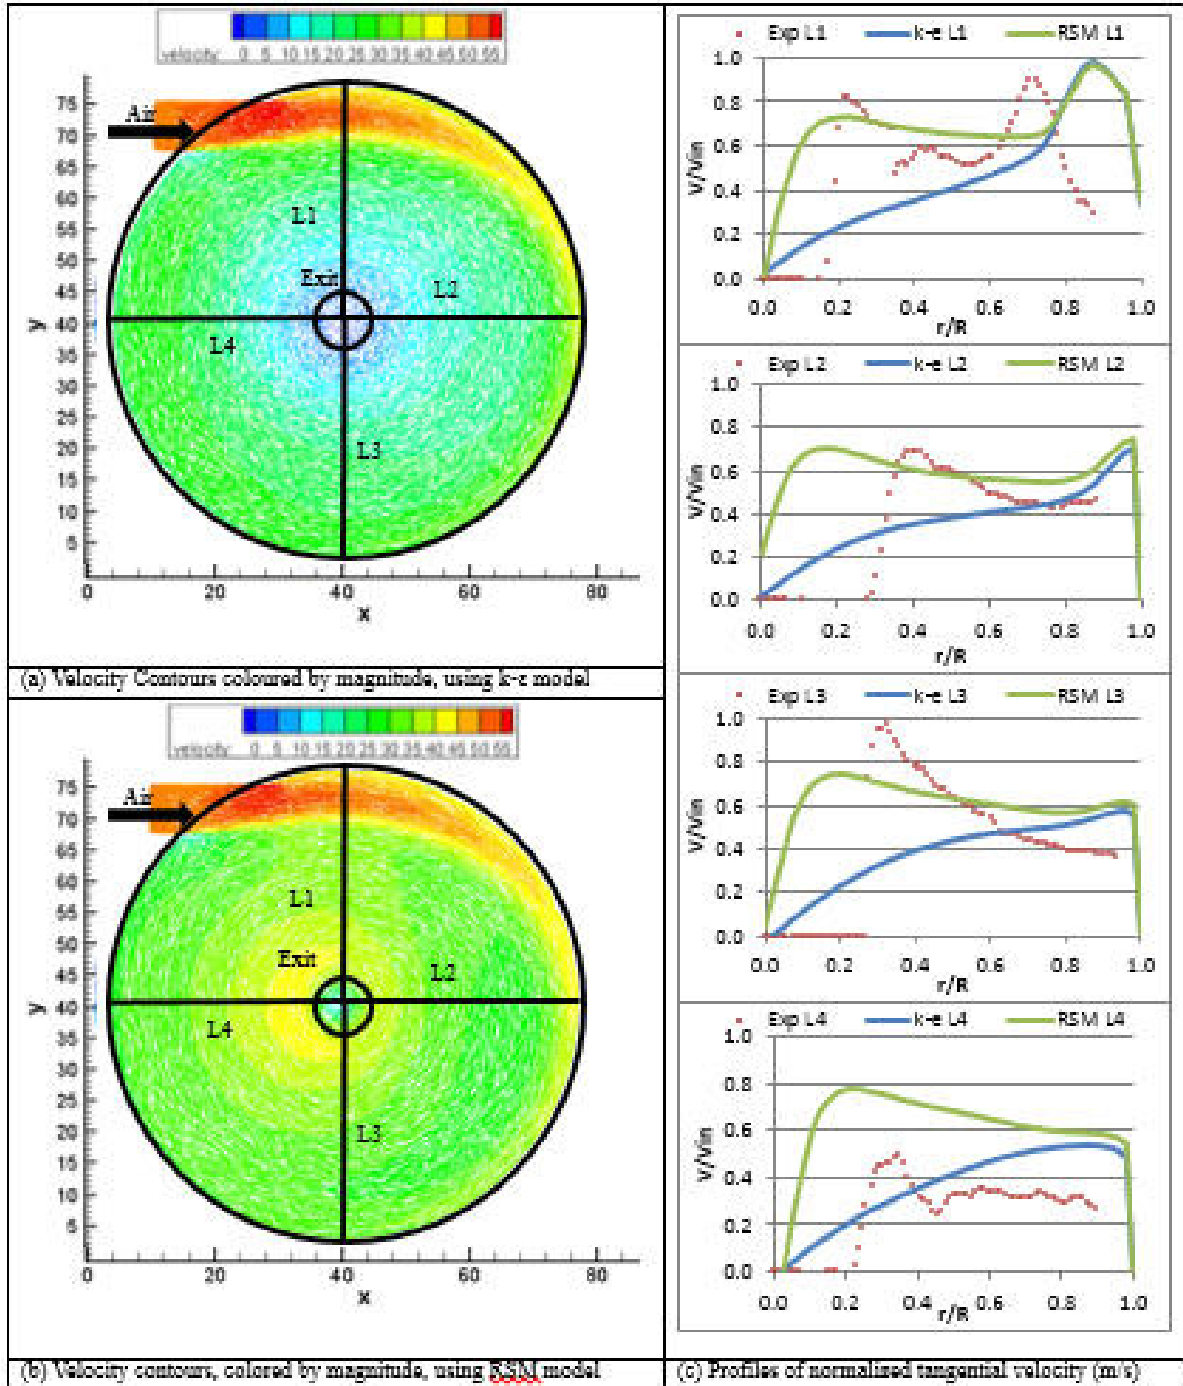 velocity: 0 5 10 15 20 25 30 35 40 45 50 55
75
70
65
60
55
50
45
40
35
30
25
20
15
10
5
y
0 20 40 60 80
x
Air
L1
Exit
L2
L4
L3
(a) Velocity Contours coloured by magnitude, using k-ε model
velocity: 0 5 10 15 20 25 30 35 40 45 50 55
75
70
65
60
55
50
45
40
35
30
25
20
15
10
5
y
0 20 40 60 80
x
Air
L1
Exit
L2
L4
L3
(b) Velocity contours, colored by magnitude, using RSM model
Exp L1 k-e L1 RSM L1
1.0
0.8
0.6
0.4
0.2
0.0
V/Vin
0.0 0.2 0.4 0.6 0.8 1.0
r/R
Exp L2 k-e L2 RSM L2
1.0
0.8
0.6
0.4
0.2
0.0
V/Vin
0.0 0.2 0.4 0.6 0.8 1.0
r/R
Exp L3 k-e L3 RSM L3
1.0
0.8
0.6
0.4
0.2
0.0
V/Vin
0.0 0.2 0.4 0.6 0.8 1.0
r/R
Exp L4 k-e L4 RSM L4
1.0
0.8
0.6
0.4
0.2
0.0
V/Vin
0.0 0.2 0.4 0.6 0.8 1.0
r/R
(c) Profiles of normalized tangential velocity (m/s)